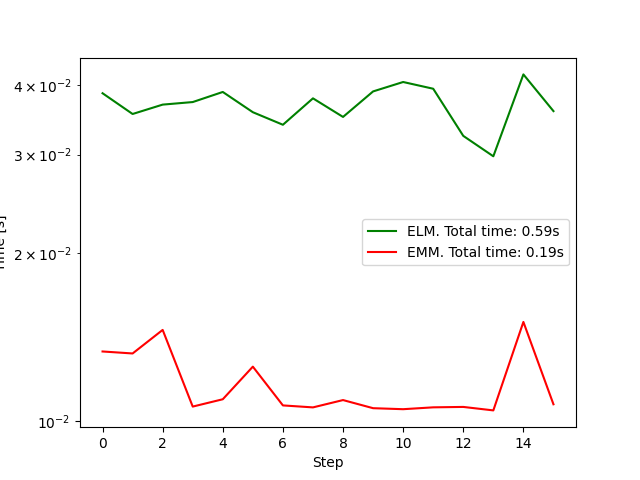 4 × 10⁻²
3 × 10⁻²
2 × 10⁻²
10⁻²
Time [s]
ELM. Total time: 0.59s
EMM. Total time: 0.19s
0 2 4 6 8 10 12 14
Step